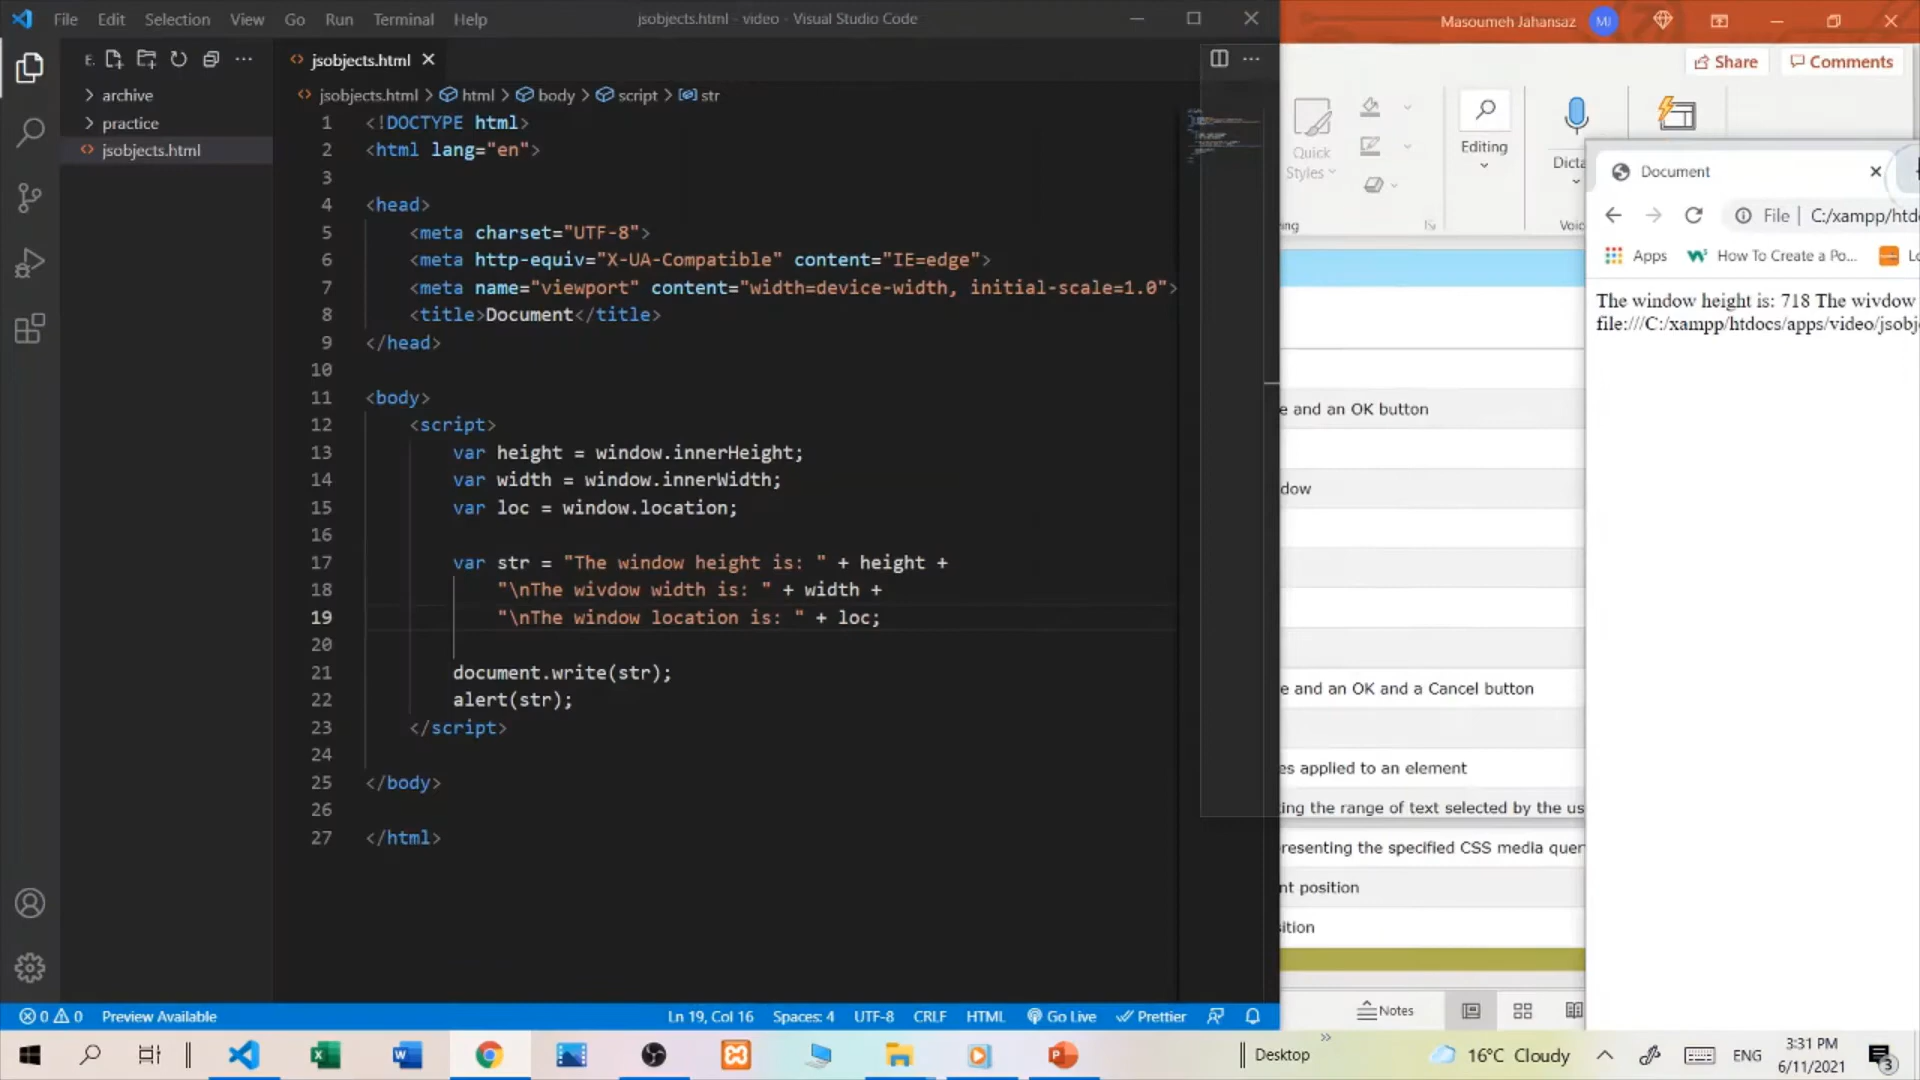 File Edit Selection View Go Run Terminal Help
jsobjects.html - video - Visual Studio Code
E.
archive
practice
jsobjects.html
jsobjects.html
jsobjects.html > html > body > script > str
1 <!DOCTYPE html>
2 <html lang="en">
3
4 <head>
5 <meta charset="UTF-8">
6 <meta http-equiv="X-UA-Compatible" content="IE=edge">
7 <meta name="viewport" content="width=device-width, initial-scale=1.0">
8 <title>Document</title>
9 </head>
10
11 <body>
12 <script>
13 var height = window.innerHeight;
14 var width = window.innerWidth;
15 var loc = window.location;
16
17 var str = "The window height is: " + height +
18 "\nThe wivdow width is: " + width +
19 "\nThe window location is: " + loc;
20
21 document.write(str);
22 alert(str);
23 </script>
24
25 </body>
26
27 </html>
0 0 Preview Available
Ln 19, Col 16 Spaces: 4 UTF-8 CRLF HTML Go Live Prettier
Masoumeh Jahansaz MJ
Share Comments
Quick
Styles
Editing
Dicta
ng
Voic
e and an OK button
dow
e and an OK and a Cancel button
es applied to an element
ting the range of text selected by the us
resenting the specified CSS media quer
nt position
ition
Notes
Document
File C:/xampp/htdo
Apps How To Create a Po... Lo
The window height is: 718 The wivdow
file:///C:/xampp/htdocs/apps/video/jsobj
Desktop
16°C Cloudy
ENG
3:31 PM
6/11/2021
3